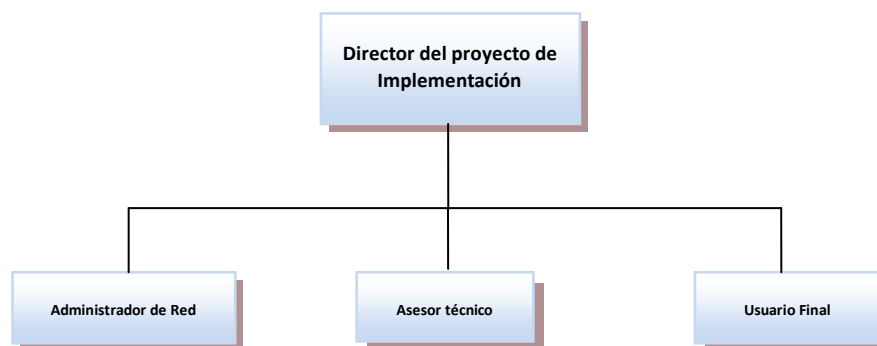 Director del proyecto de
Implementación
Administrador de Red
Asesor técnico
Usuario Final